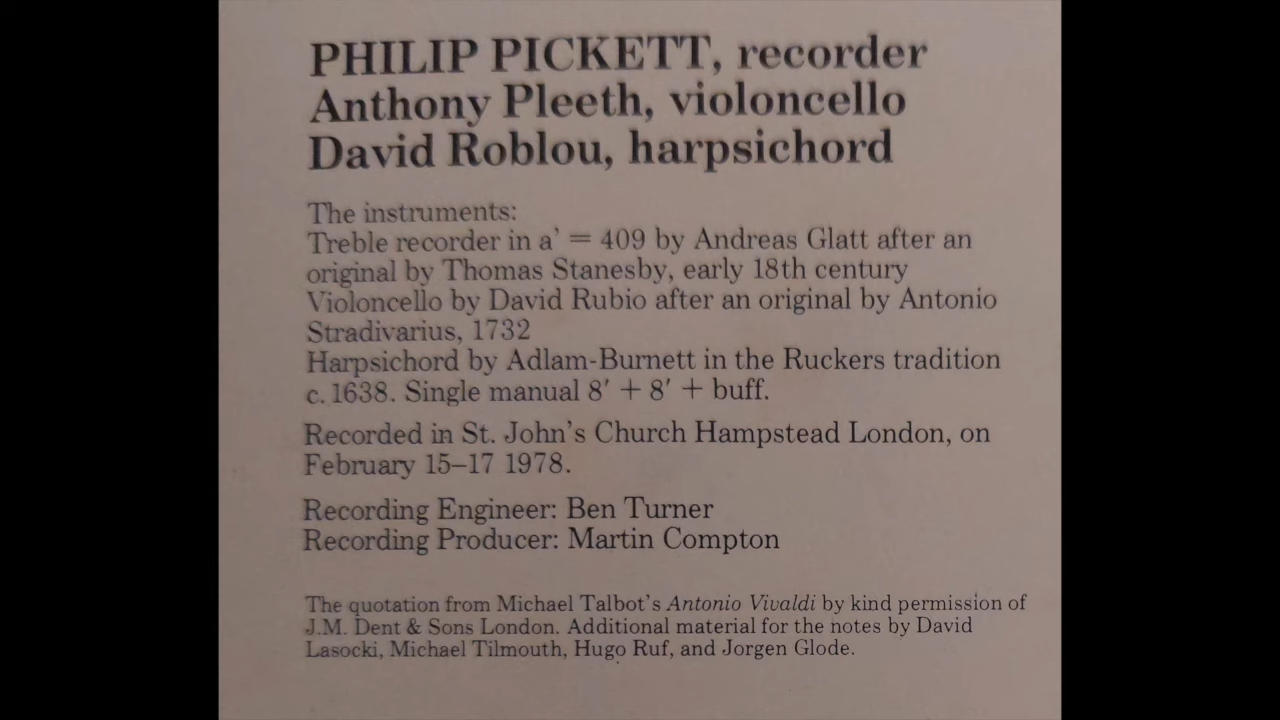 PHILIP PICKETT, recorder
Anthony Pleeth, violoncello
David Roblou, harpsichord
The instruments:
Treble recorder in a’ = 409 by Andreas Glatt after an
original by Thomas Stanesby, early 18th century
Violoncello by David Rubio after an original by Antonio
Stradivarius, 1732
Harpsichord by Adlam-Burnett in the Ruckers tradition
c. 1638. Single manual 8′ + 8′ + buff.
Recorded in St. John’s Church Hampstead London, on
February 15–17 1978.
Recording Engineer: Ben Turner
Recording Producer: Martin Compton
The quotation from Michael Talbot’s Antonio Vivaldi by kind permission of
J.M. Dent & Sons London. Additional material for the notes by David
Lasocki, Michael Tilmouth, Hugo Ruf, and Jorgen Glode.